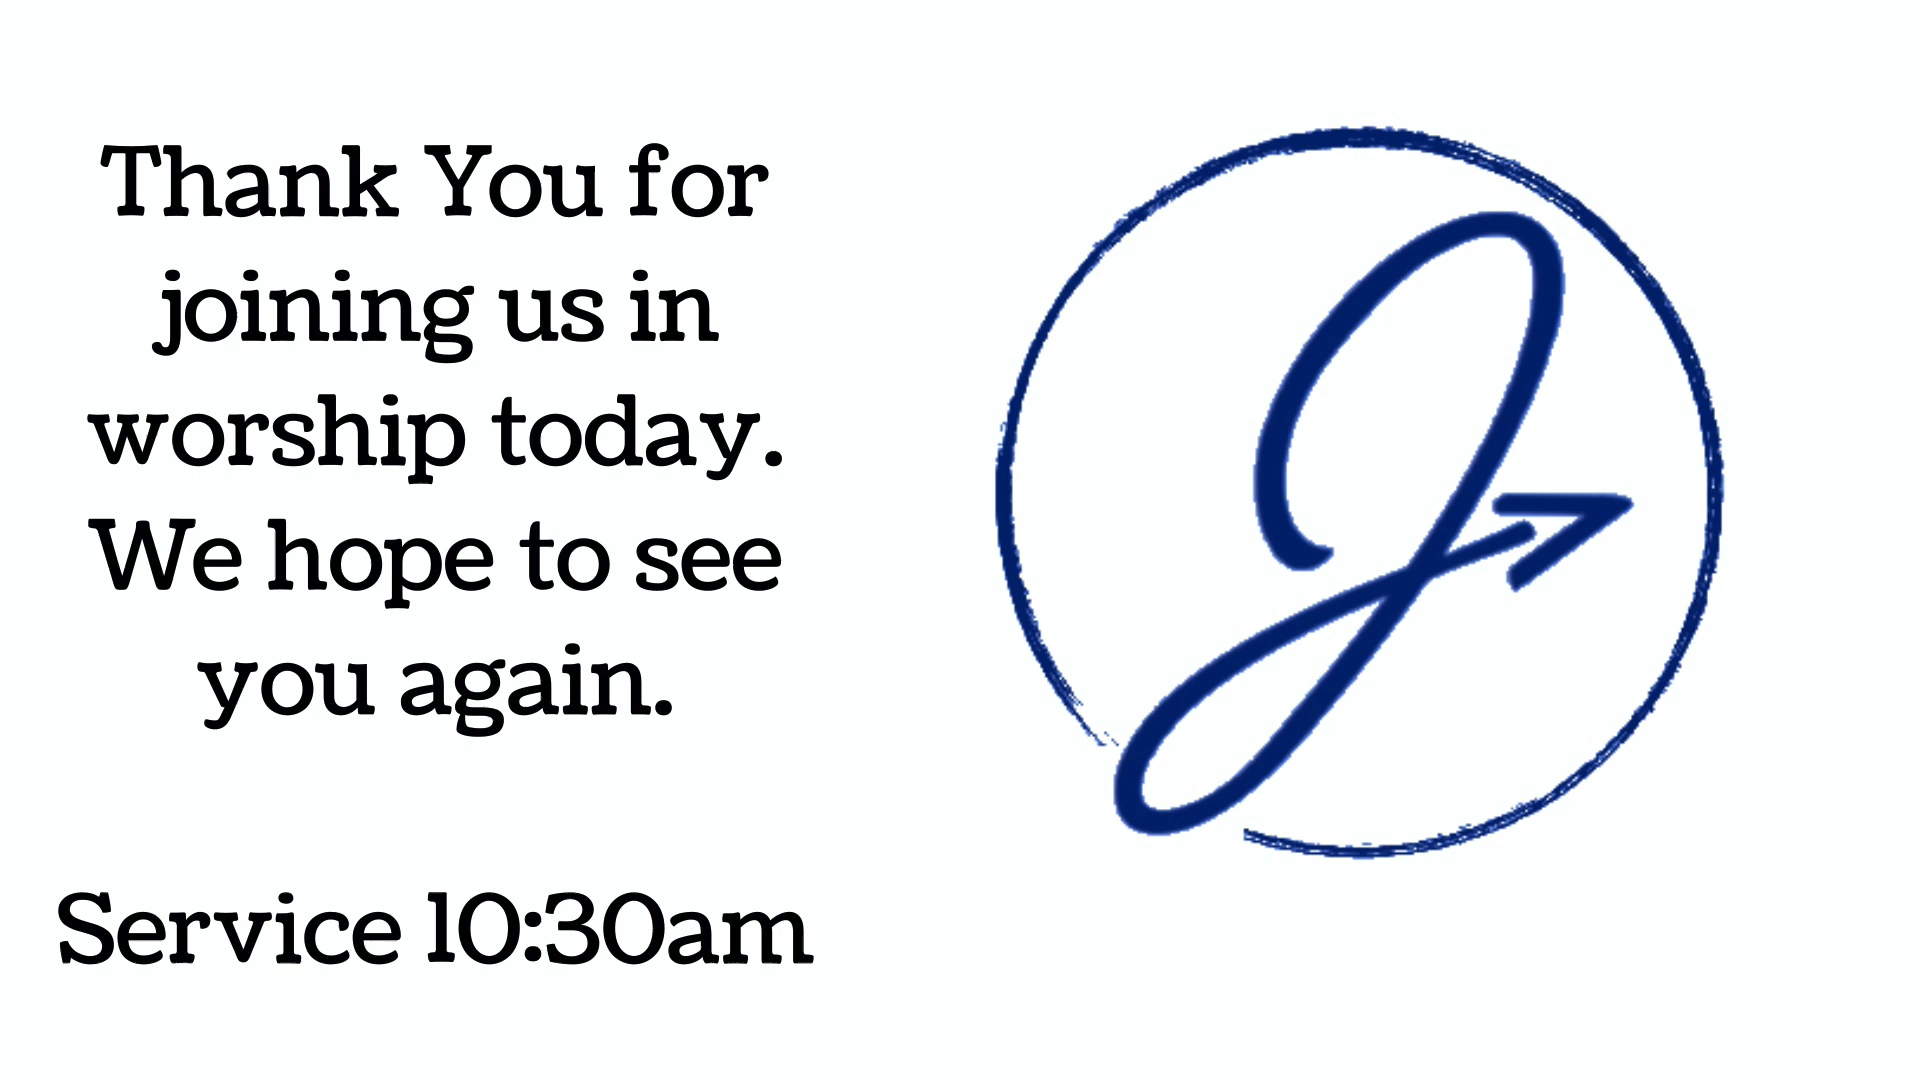 Thank You for
joining us in
worship today.
We hope to see
you again.
Service 10:30am
J